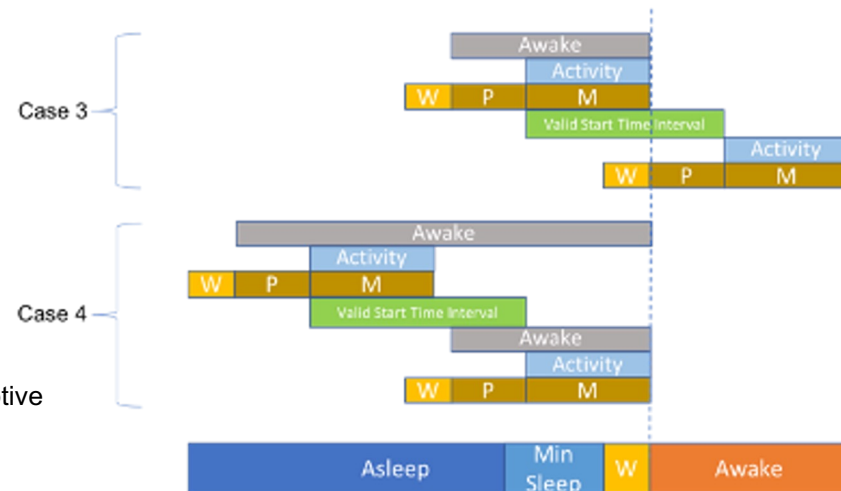 Awake
Activity
W P M
Case 3
Valid Start Time Interval
Activity
W P M
Awake
Activity
W P M
Case 4
Valid Start Time Interval
Awake
Activity
W P M
tive
Asleep Min Sleep W Awake